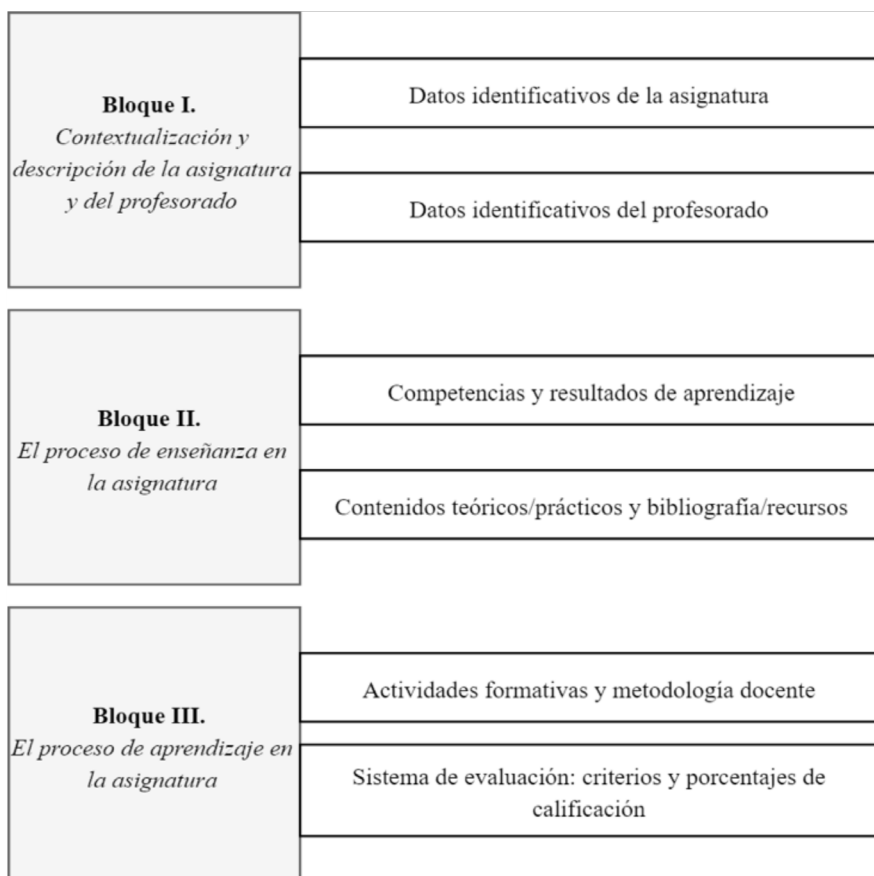 Bloque I.
Contextualización y
descripción de la asignatura
y del profesorado
Datos identificativos de la asignatura
Datos identificativos del profesorado
Bloque II.
El proceso de enseñanza en
la asignatura
Competencias y resultados de aprendizaje
Contenidos teóricos/prácticos y bibliografía/recursos
Bloque III.
El proceso de aprendizaje en
la asignatura
Actividades formativas y metodología docente
Sistema de evaluación: criterios y porcentajes de
calificación